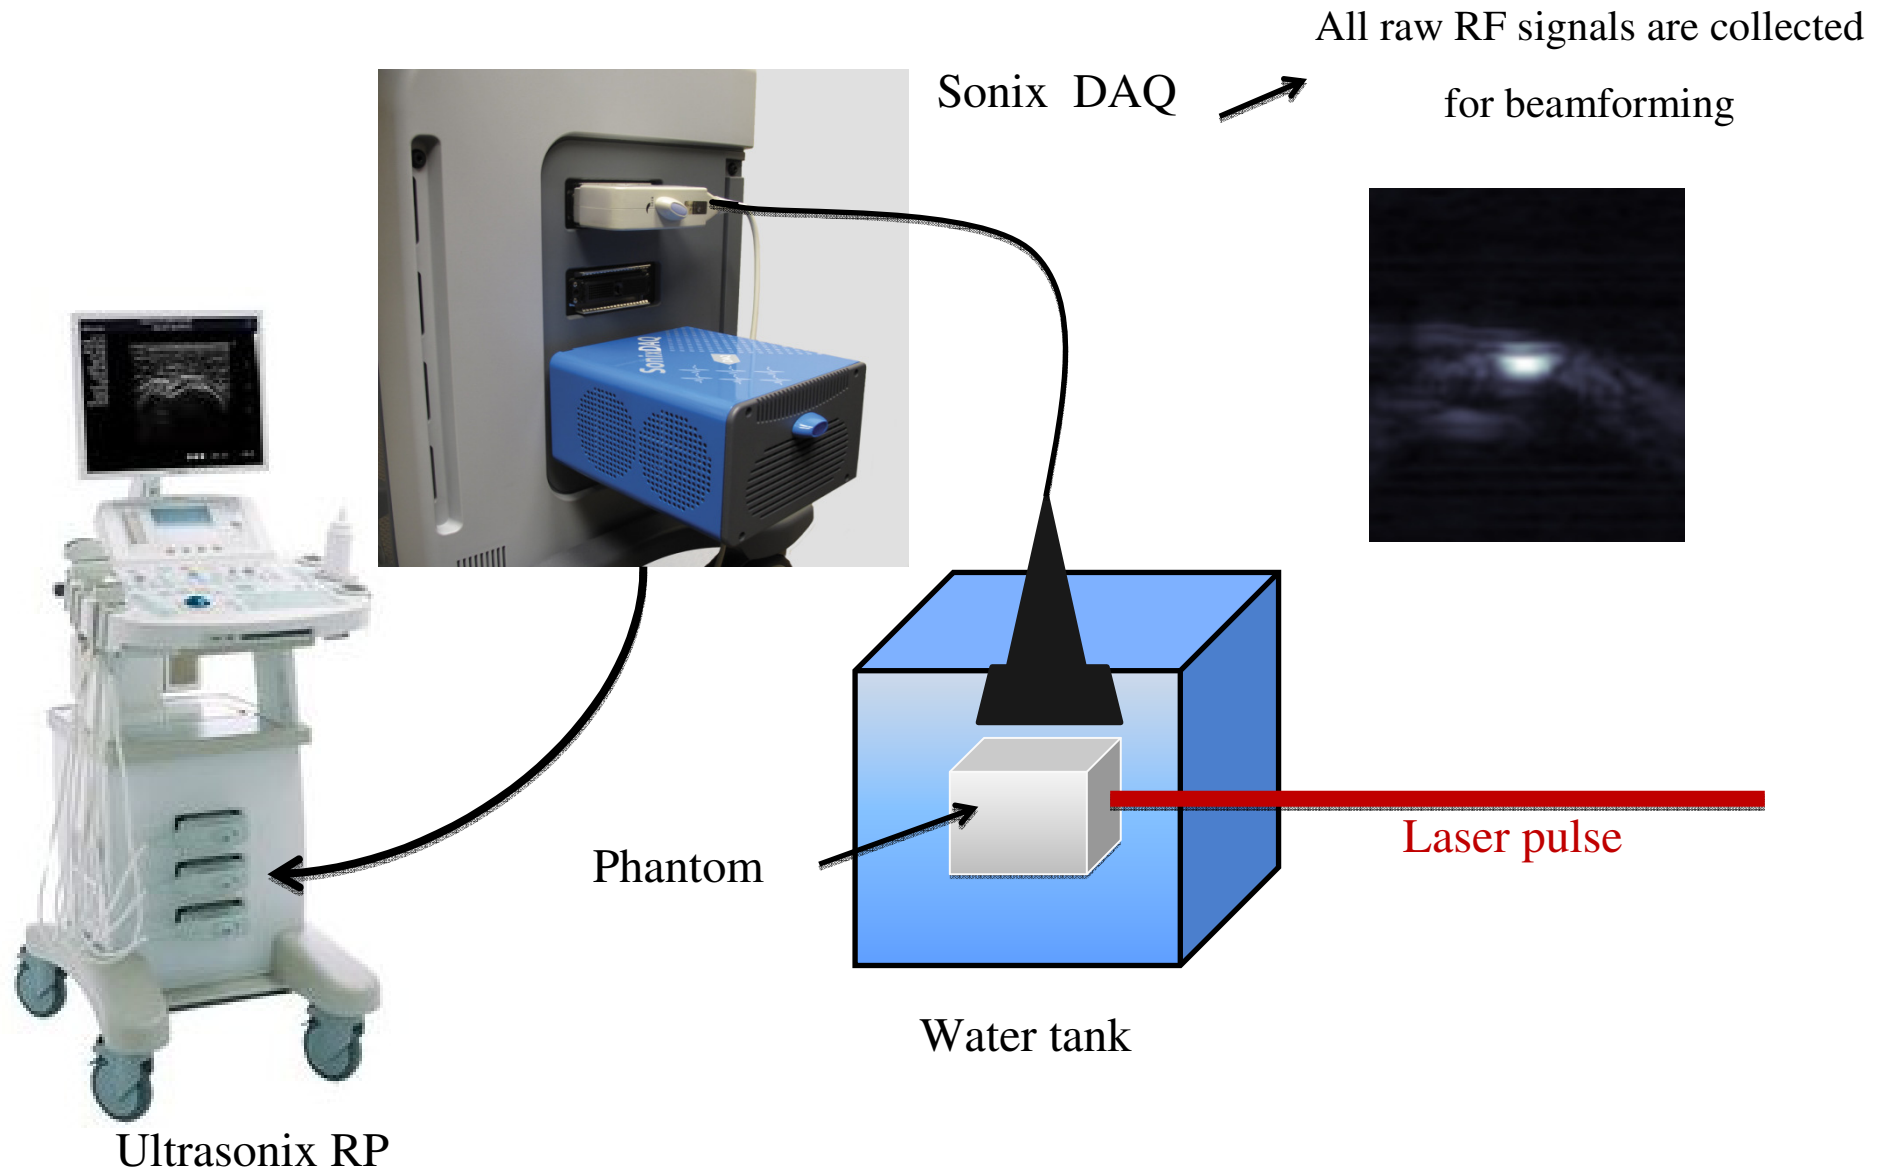 All raw RF signals are collected
for beamforming
Sonix DAQ
SonixDAQ
Laser pulse
Phantom
Water tank
Ultrasonix RP